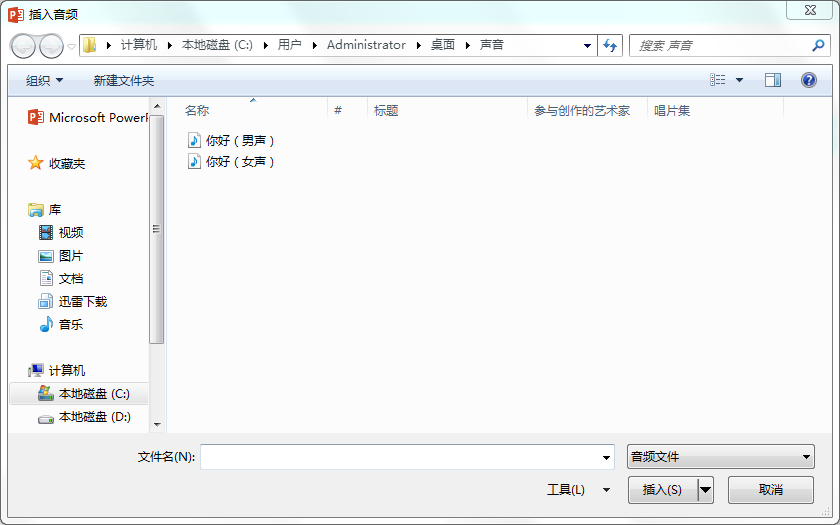 插入音频
计算机 本地磁盘 (C:) 用户 Administrator 桌面 声音
搜索 声音
组织 新建文件夹
名称 # 标题 参与创作的艺术家 唱片集
Microsoft PowerP
收藏夹
库
视频
图片
文档
迅雷下载
音乐
计算机
本地磁盘 (C:)
本地磁盘 (D:)
你好（男声）
你好（女声）
文件名(N):
音频文件
工具(L) 插入(S) 取消